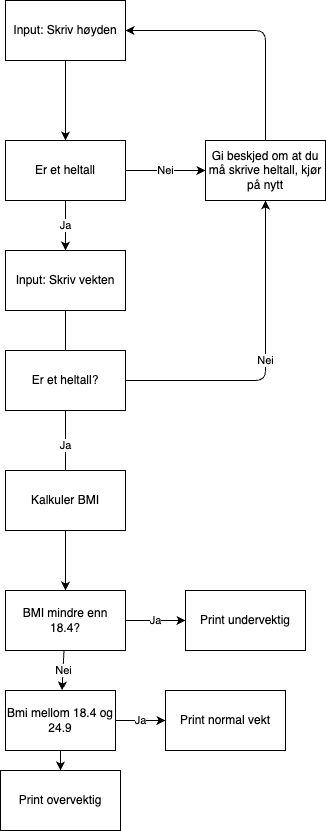 Input: Skriv høyden
Er et heltall
Nei
Gi beskjed om at du
må skrive heltall, kjør
på nytt
Ja
Input: Skriv vekten
Er et heltall?
Nei
Ja
Kalkuler BMI
BMI mindre enn
18.4?
Ja
Print undervektig
Nei
Bmi mellom 18.4 og
24.9
Ja
Print normal vekt
Print overvektig